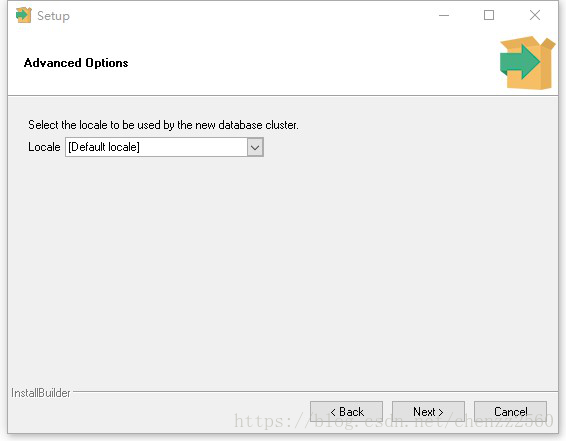 Setup
Advanced Options
Select the locale to be used by the new database cluster.
Locale [Default locale]
InstallBuilder
< Back Next > Cancel
https://blog.csdn.net/chenzz2560